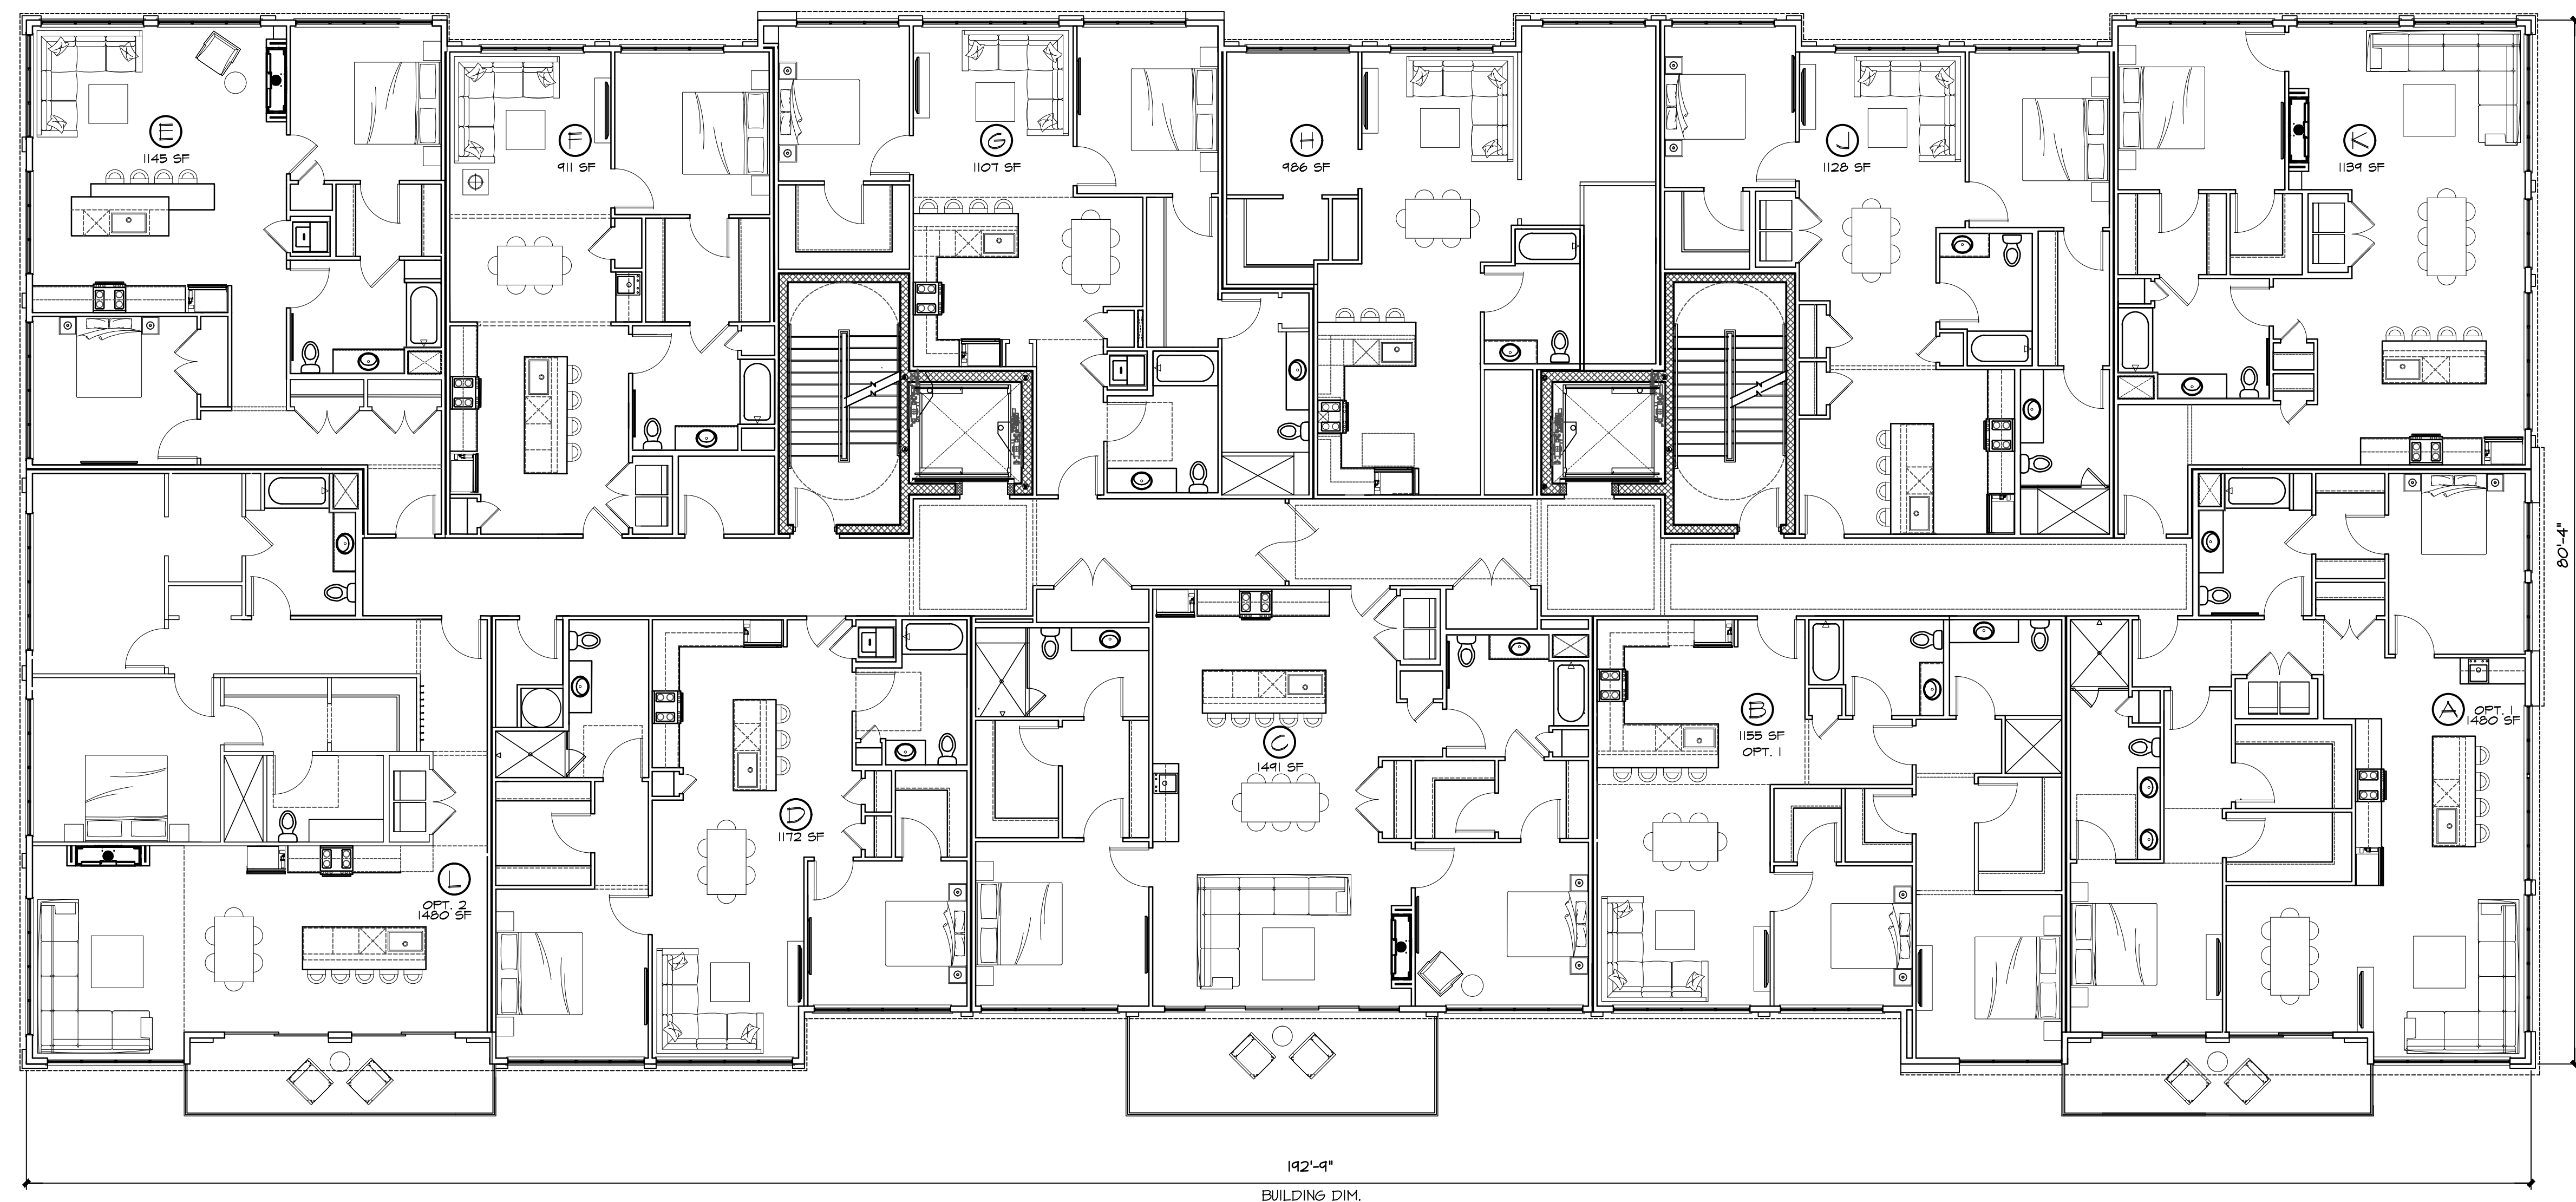 E
1145 SF
F
911 SF
G
1107 SF
H
986 SF
J
1128 SF
K
1139 SF
80'-4"
A
OPT. 1
1480 SF
B
1155 SF
OPT. 1
C
1491 SF
D
1172 SF
L
OPT. 2
1480 SF
192'-9"
BUILDING DIM.